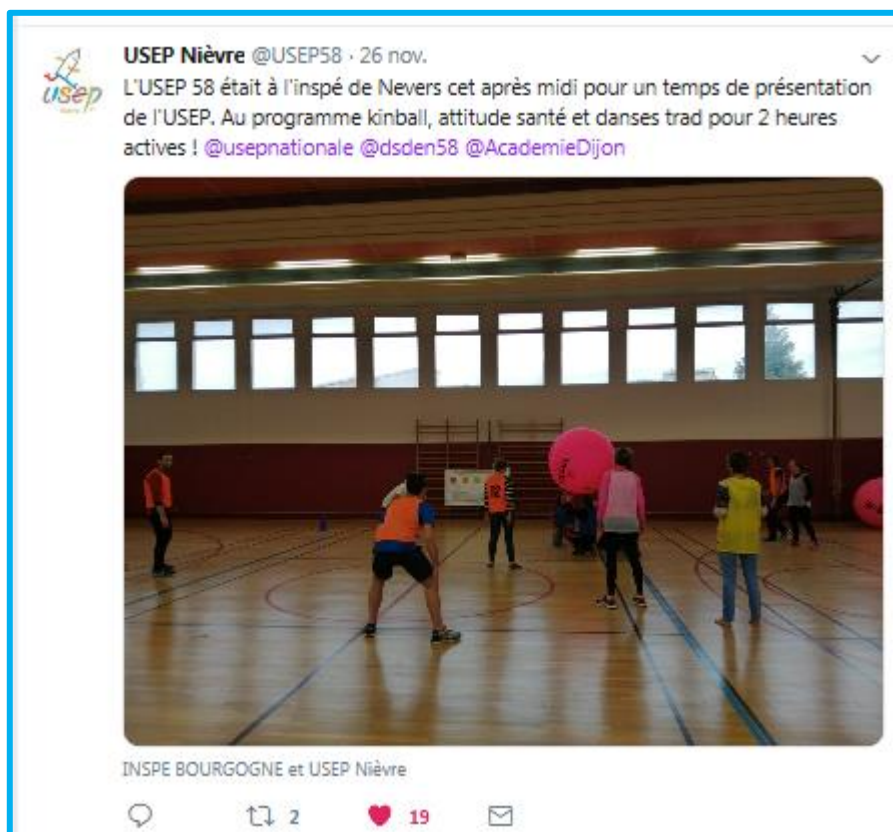 USEP Nièvre @USEP58 · 26 nov.
L'USEP 58 était à l'inspé de Nevers cet après midi pour un temps de présentation
de l'USEP. Au programme kinball, attitude santé et danses trad pour 2 heures
actives ! @usepnationale @dsden58 @AcademieDijon
usep
INSPE BOURGOGNE et USEP Nièvre
2
19